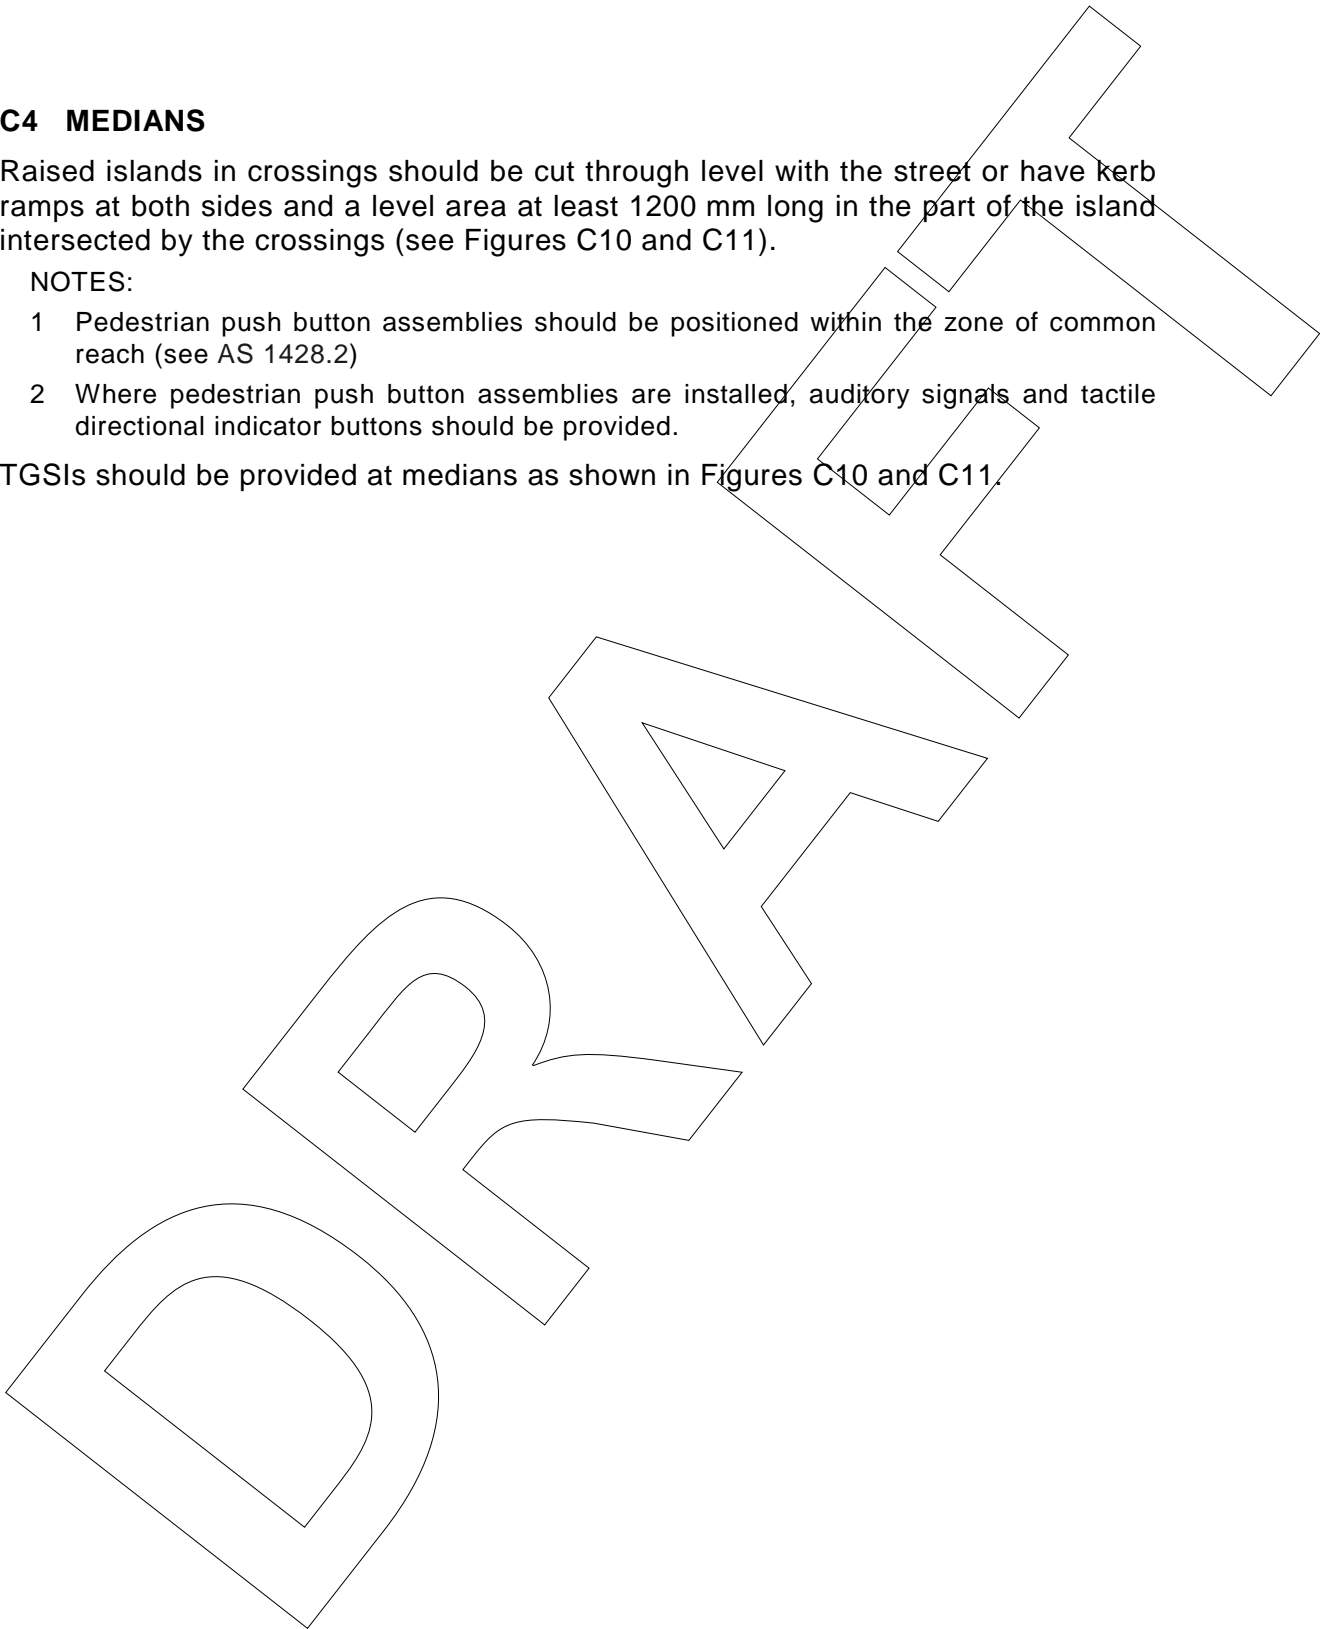 C4 MEDIANS
Raised islands in crossings should be cut through level with the street or have kerb
ramps at both sides and a level area at least 1200 mm long in the part of the island
intersected by the crossings (see Figures C10 and C11).
NOTES:
1 Pedestrian push button assemblies should be positioned within the zone of common
reach (see AS 1428.2)
2 Where pedestrian push button assemblies are installed, auditory signals and tactile
directional indicator buttons should be provided.
TGSIs should be provided at medians as shown in Figures C10 and C11.
DRAFT